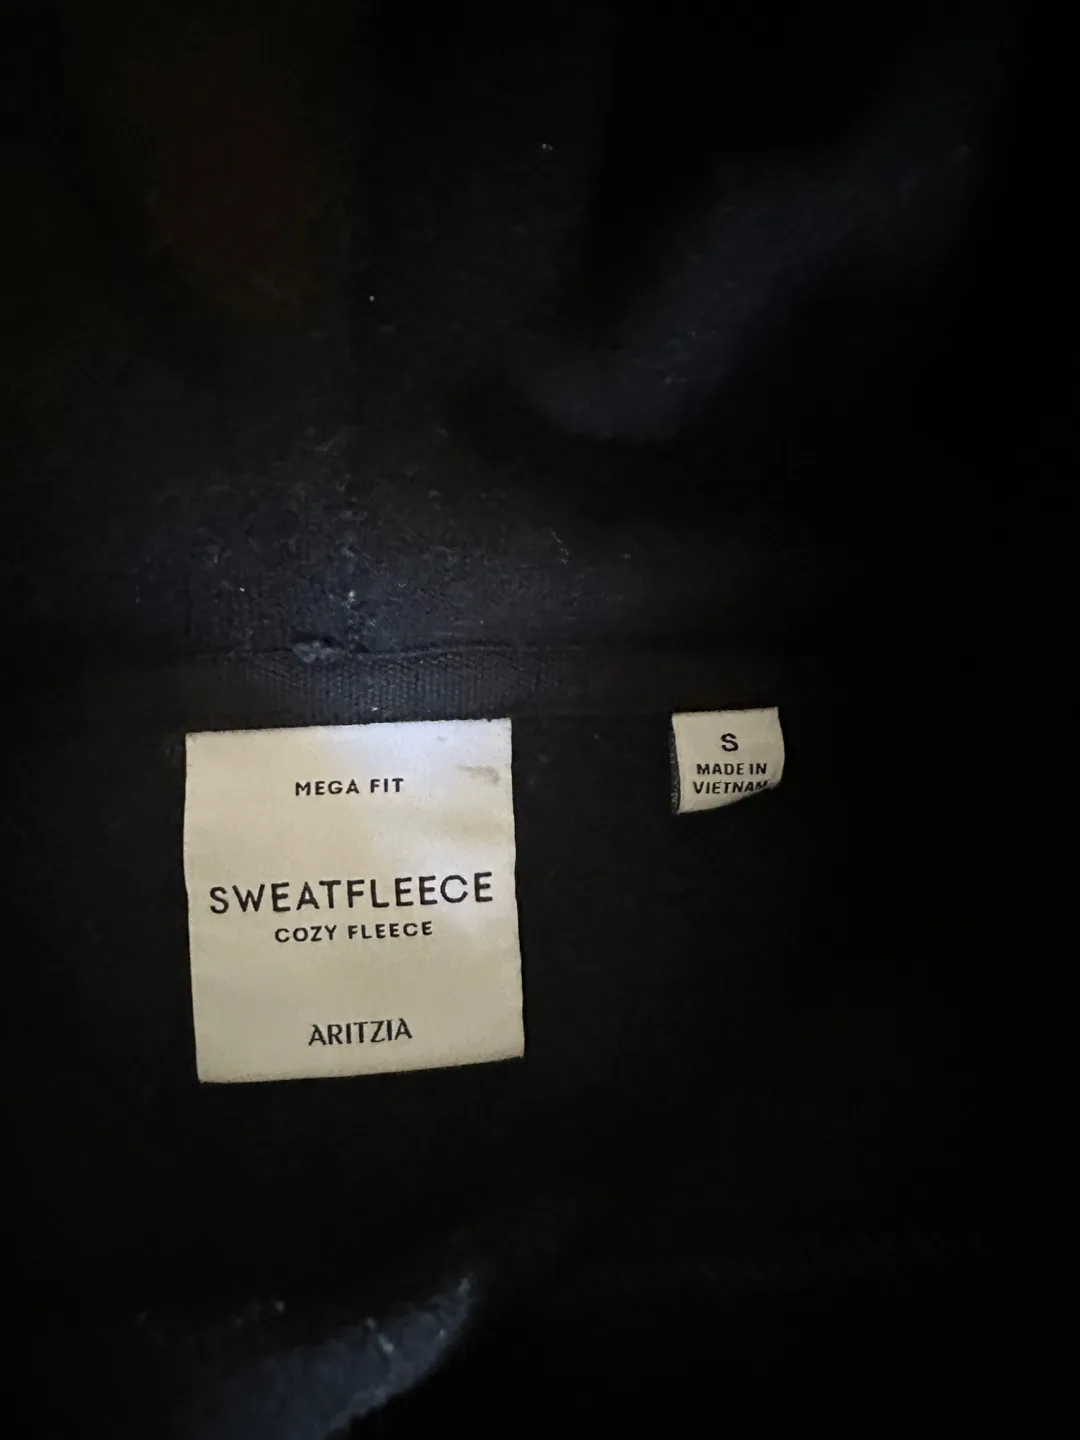 MEGA FIT
SWEATFLEECE
COZY FLEECE
ARITZIA
S
MADE IN
VIETNAM